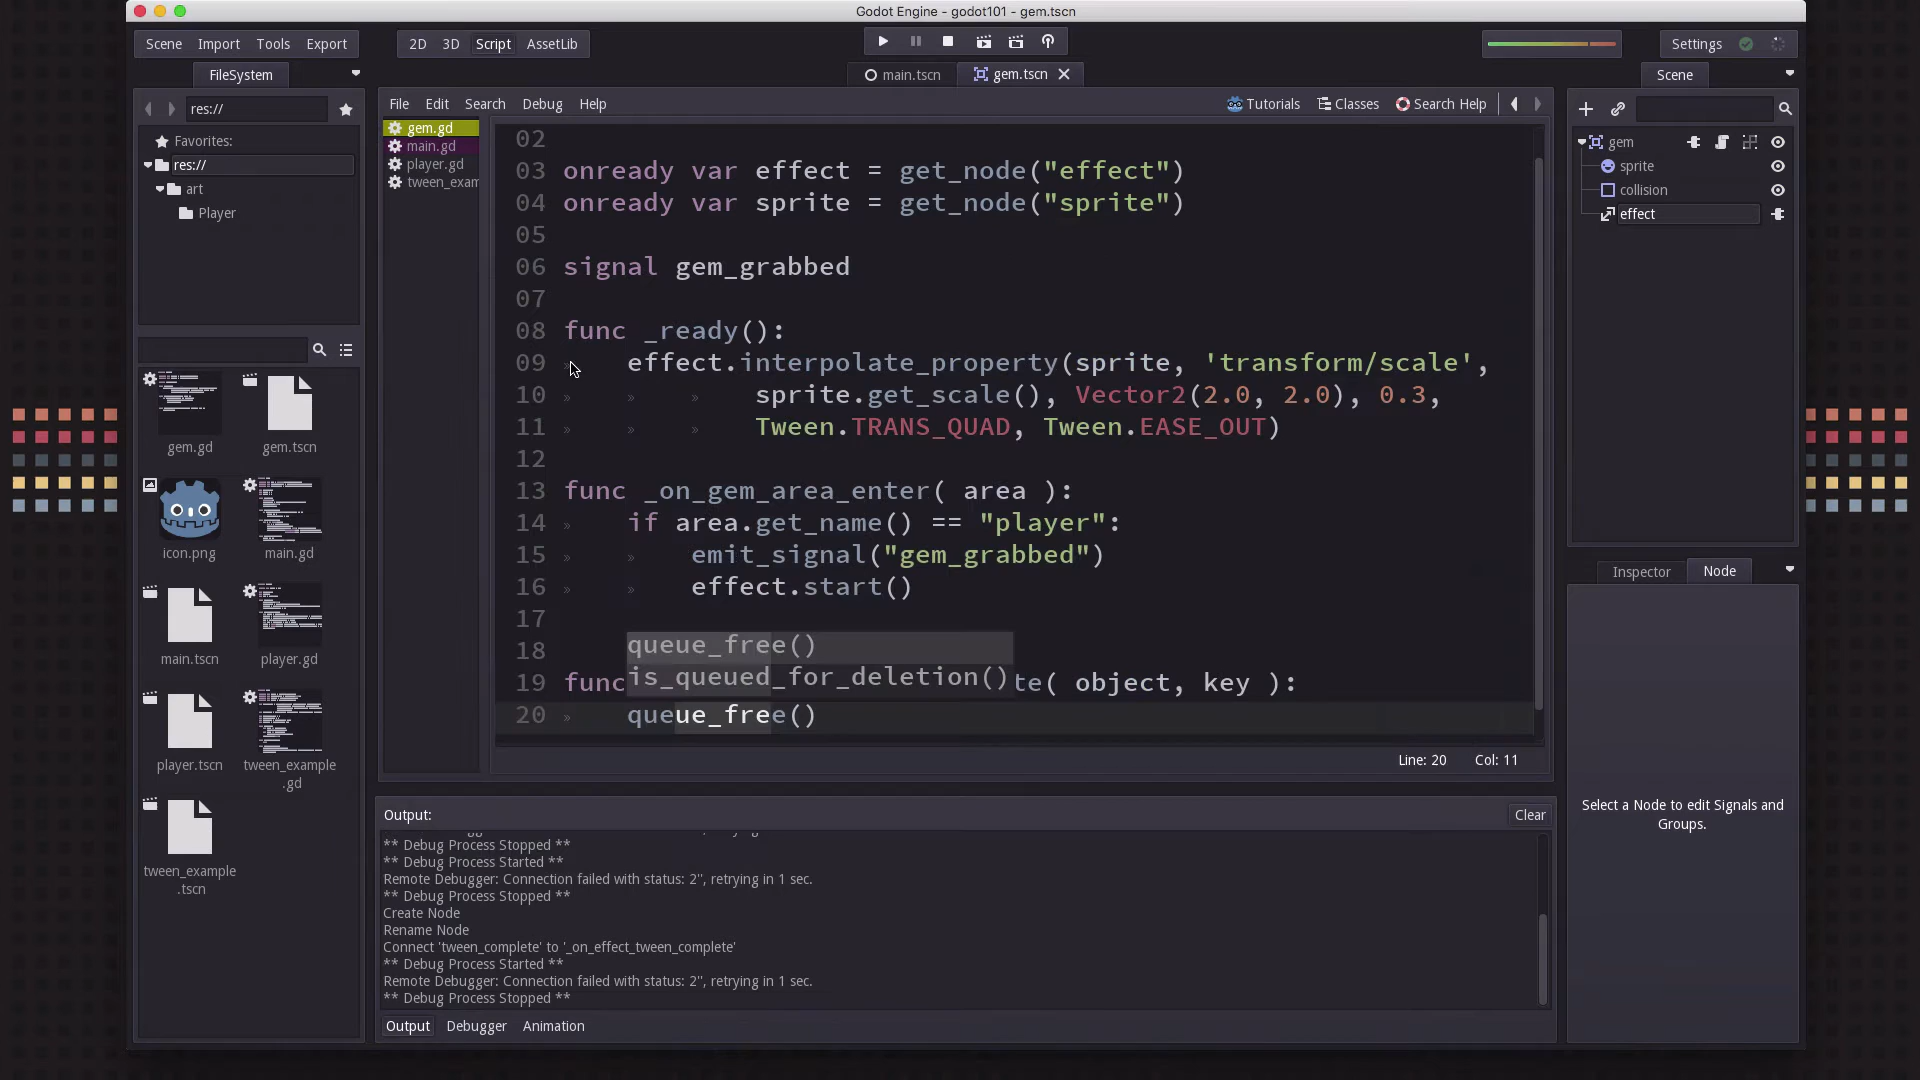 Godot Engine - godot101 - gem.tscn
Scene Import Tools Export
2D 3D Script AssetLib
Settings
FileSystem
main.tscn
gem.tscn
Scene
res://
File Edit Search Debug Help
Tutorials Classes Search Help
Favorites:
res://
art
Player
gem.gd
main.gd
player.gd
tween_exam
gem
sprite
collision
effect
02
03 onready var effect = get_node("effect")
04 onready var sprite = get_node("sprite")
05
06 signal gem_grabbed
07
08 func _ready():
09 effect.interpolate_property(sprite, 'transform/scale',
10 sprite.get_scale(), Vector2(2.0, 2.0), 0.3,
11 Tween.TRANS_QUAD, Tween.EASE_OUT)
12
13 func _on_gem_area_enter( area ):
14 if area.get_name() == "player":
15 emit_signal("gem_grabbed")
16 effect.start()
17
18
19 func te( object, key ):
20 queue_free()
queue_free()
is_queued_for_deletion()
Line: 20 Col: 11
gem.gd
gem.tscn
icon.png
main.gd
main.tscn
player.gd
player.tscn
tween_example
.gd
tween_example
.tscn
Inspector Node
Select a Node to edit Signals and
Groups.
Output:
Clear
** Debug Process Stopped **
** Debug Process Started **
Remote Debugger: Connection failed with status: 2'', retrying in 1 sec.
** Debug Process Stopped **
Create Node
Rename Node
Connect 'tween_complete' to '_on_effect_tween_complete'
** Debug Process Started **
Remote Debugger: Connection failed with status: 2'', retrying in 1 sec.
** Debug Process Stopped **
Output Debugger Animation